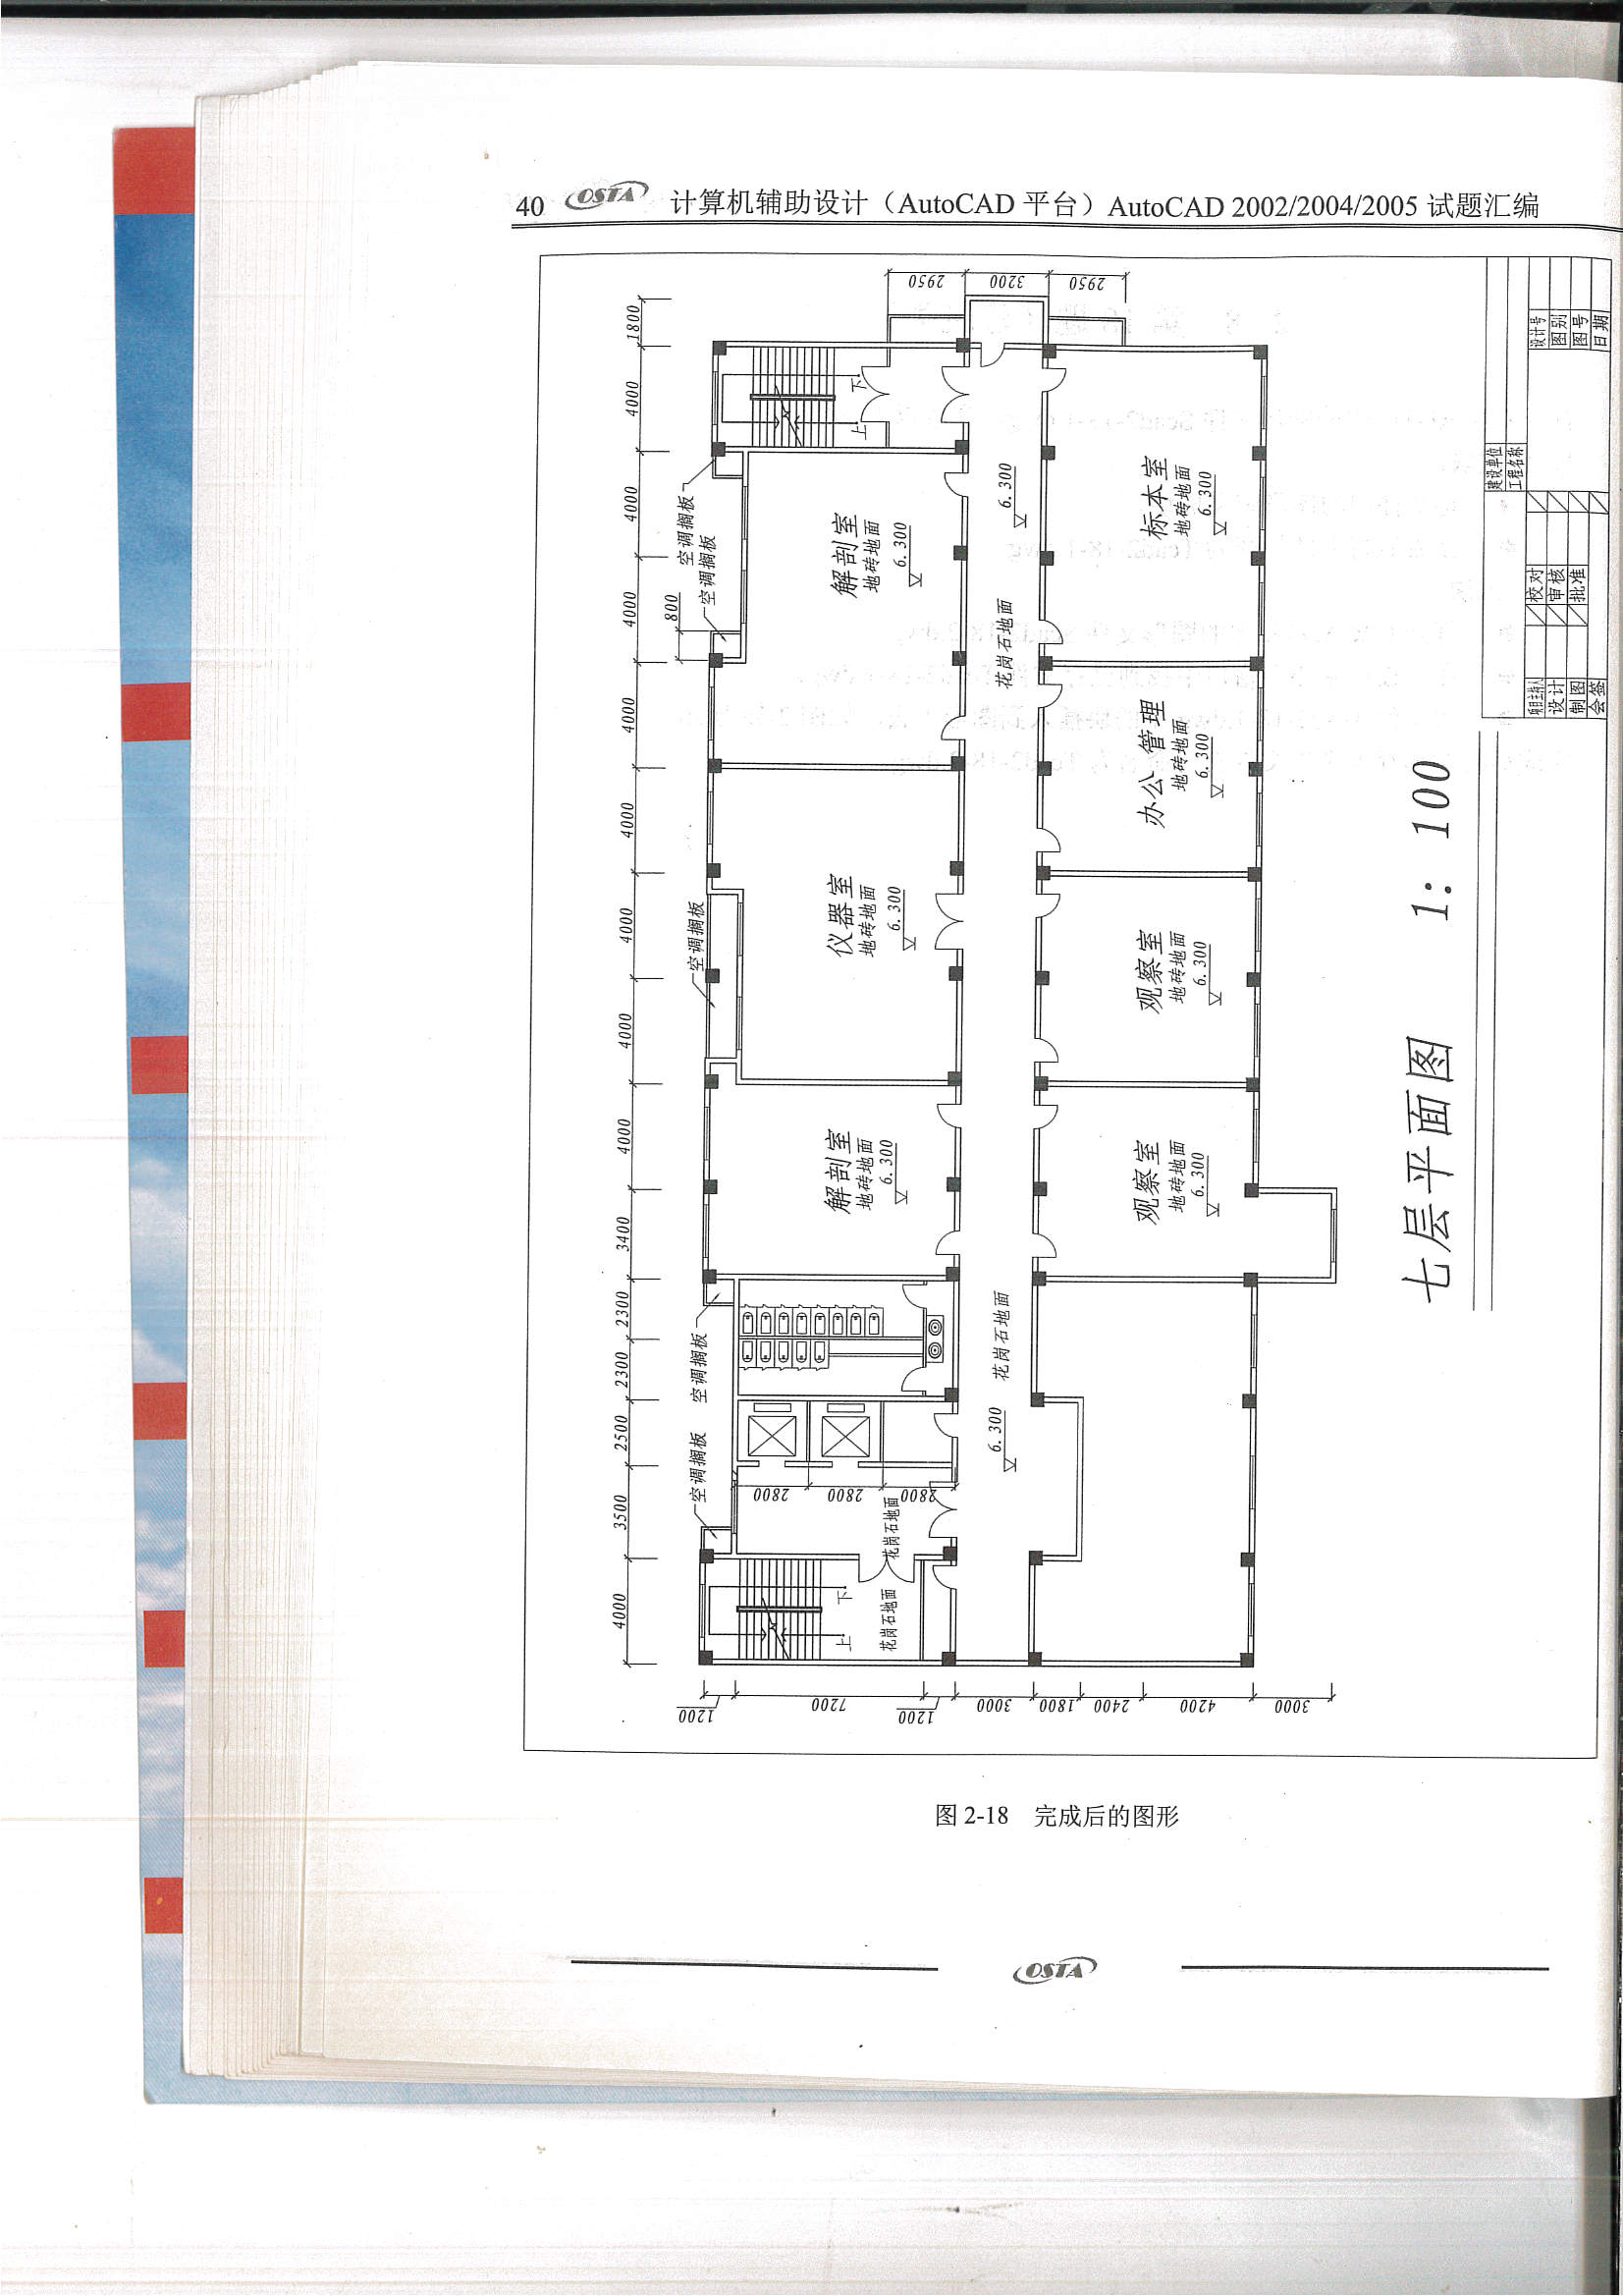 40 OSTA 计算机辅助设计（AutoCAD 平台）AutoCAD 2002/2004/2005 试题汇编
4000 3500 2500 2300 2300 3400 4000 4000 4000 4000 4000 4000 4000 4000 1800
800
空调搁板 空调搁板 空调搁板 空调搁板
空调搁板
上 下
花岗石地面 花岗石地面
2800 2800 2800
解剖室
地砖地面
6.300
仪器室
地砖地面
6.300
解剖室
地砖地面
6.300
上 下
6.300 花岗石地面 花岗石地面 6.300
观察室
地砖地面
6.300
观察室
地砖地面
6.300
办公 管理
地砖地面
6.300
标本室
地砖地面
6.300
1200 7200 1200 3000 1800 2400 4200 3000
2950 3200 2950
七层平面图 1: 100
建设单位
工程名称
项目主持人 校对 设计号
设计 审核 图别
制图 批准 图号
会签 日期
图 2-18 完成后的图形
OSTA